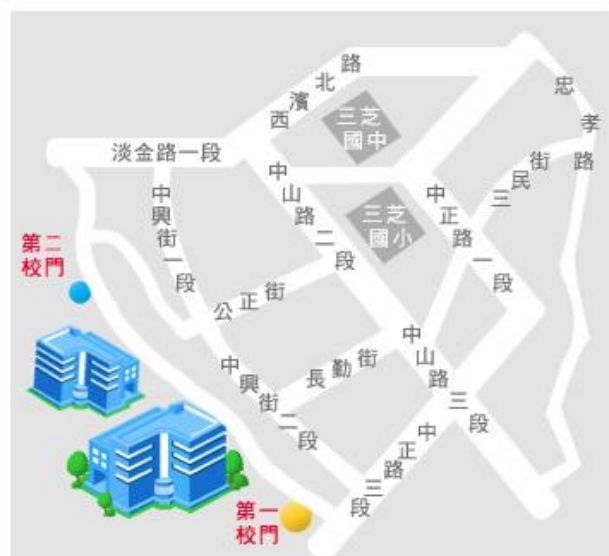 西濱北路
忠孝路
三芝
國中
淡金路一段
中山路二段
三民街
中興街一段
三芝
國小
中正路一段
第二
校門
公正街
中山路三段
長勤街
中興街二段
中正路三段
第一
校門